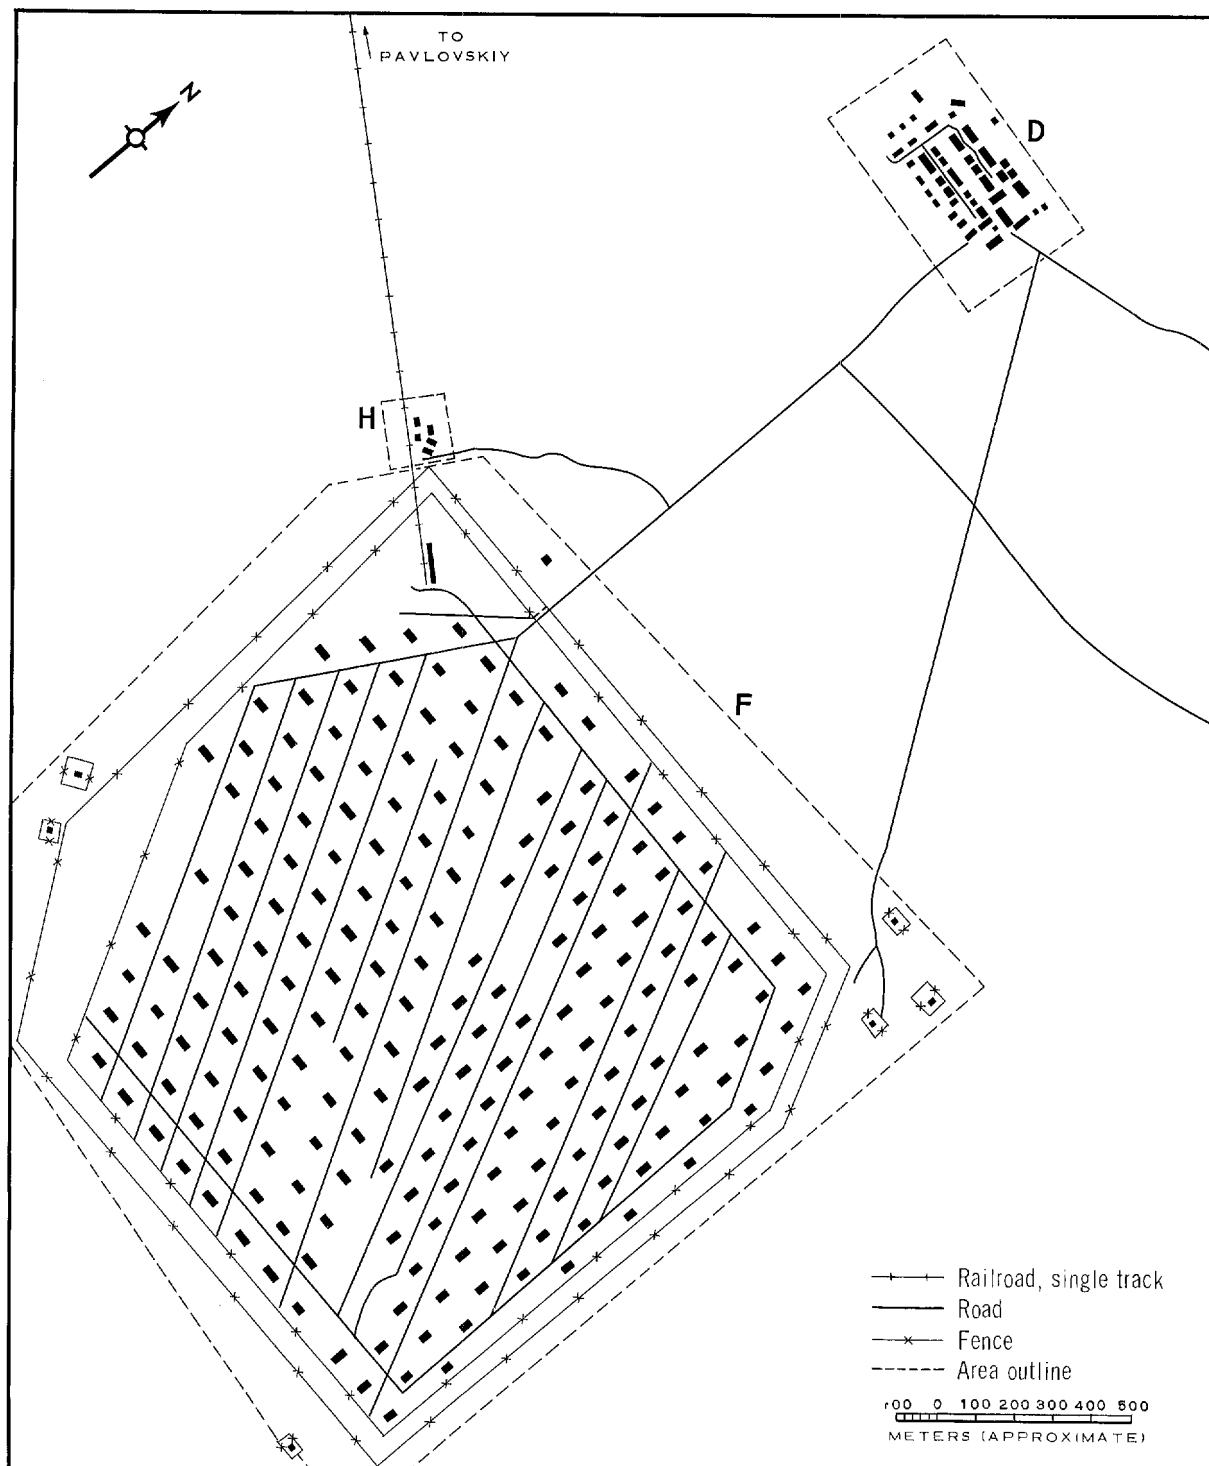 TO
PAVLOVSKIY
N
D
H
F
Railroad, single track
Road
Fence
Area outline
100 0 100 200 300 400 500
METERS (APPROXIMATE)